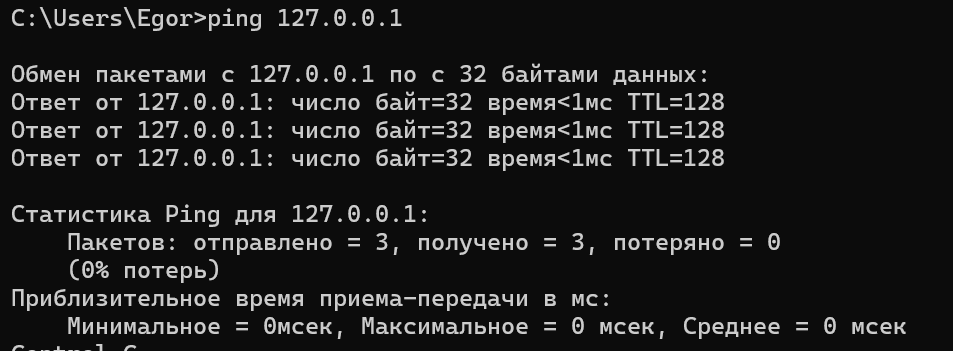 C:\Users\Egor>ping 127.0.0.1
Обмен пакетами с 127.0.0.1 по с 32 байтами данных:
Ответ от 127.0.0.1: число байт=32 время<1мс TTL=128
Ответ от 127.0.0.1: число байт=32 время<1мс TTL=128
Ответ от 127.0.0.1: число байт=32 время<1мс TTL=128
Статистика Ping для 127.0.0.1:
Пакетов: отправлено = 3, получено = 3, потеряно = 0
(0% потерь)
Приблизительное время приема-передачи в мс:
Минимальное = 0мсек, Максимальное = 0 мсек, Среднее = 0 мсек